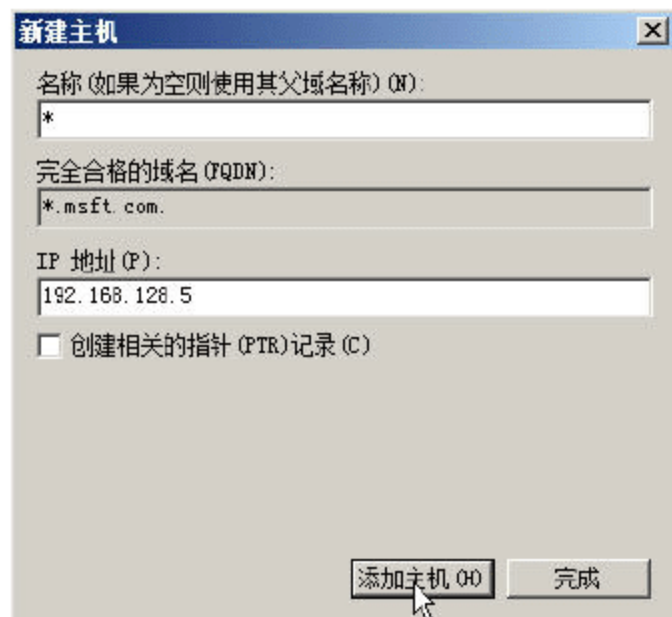 新建主机
名称(如果为空则使用其父域名称)(N):
*
完全合格的域名(FQDN):
*.msft.com.
IP 地址(P):
192.168.128.5
创建相关的指针(PTR)记录(C)
添加主机(H)
完成